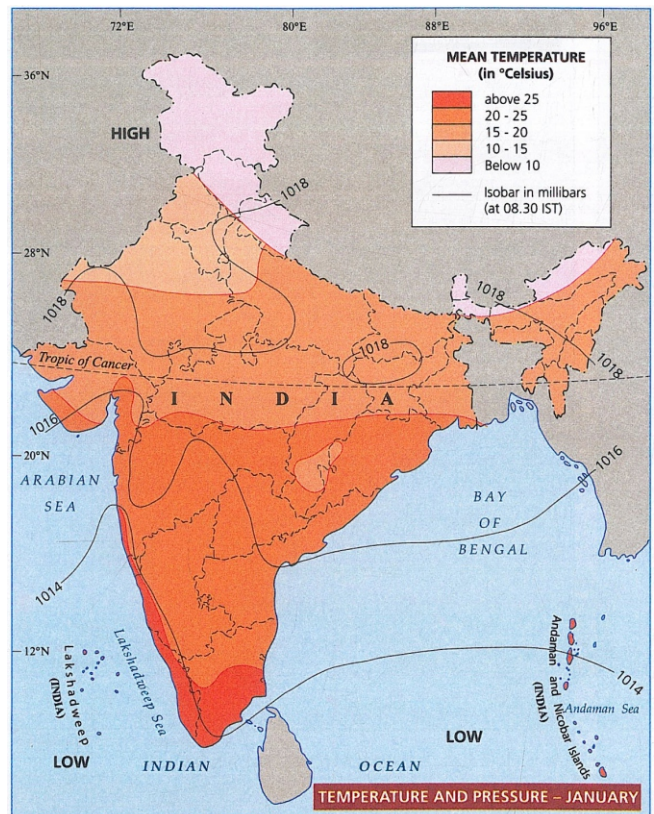 72°E
80°E
88°E
96°E
MEAN TEMPERATURE
(in °Celsius)
above 25
20 - 25
15 - 20
10 - 15
Below 10
Isobar in millibars
(at 08.30 IST)
36°N
HIGH
1018
28°N
1018
1018
1018
1018
Tropic of Cancer
INDIA
1016
20°N
1016
ARABIAN
SEA
BAY
OF
BENGAL
1014
12°N
Lakshadweep
(INDIA)
Lakshadweep Sea
Andaman and Nicobar Islands
(INDIA)
1014
Andaman Sea
LOW
LOW
INDIAN
OCEAN
TEMPERATURE AND PRESSURE – JANUARY